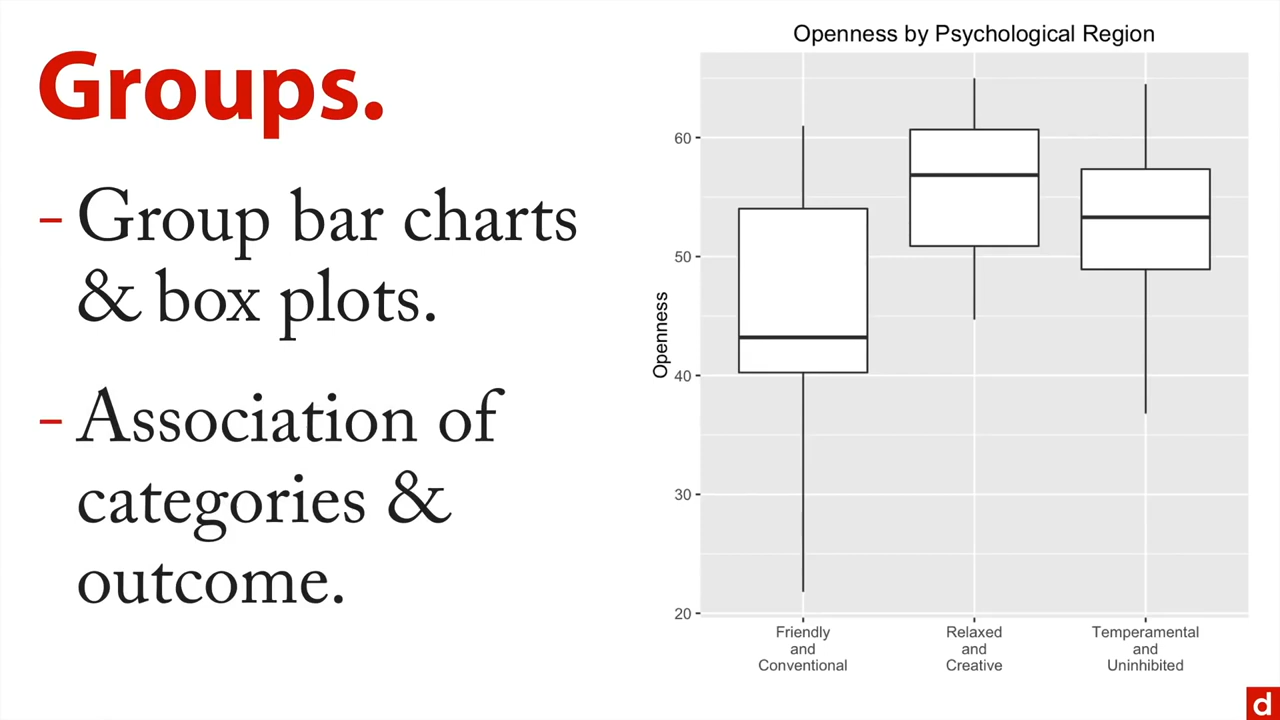 Groups.
– Group bar charts
& box plots.
– Association of
categories &
outcome.
Openness by Psychological Region
Openness
60
50
40
30
20
Friendly
and
Conventional
Relaxed
and
Creative
Temperamental
and
Uninhibited
d